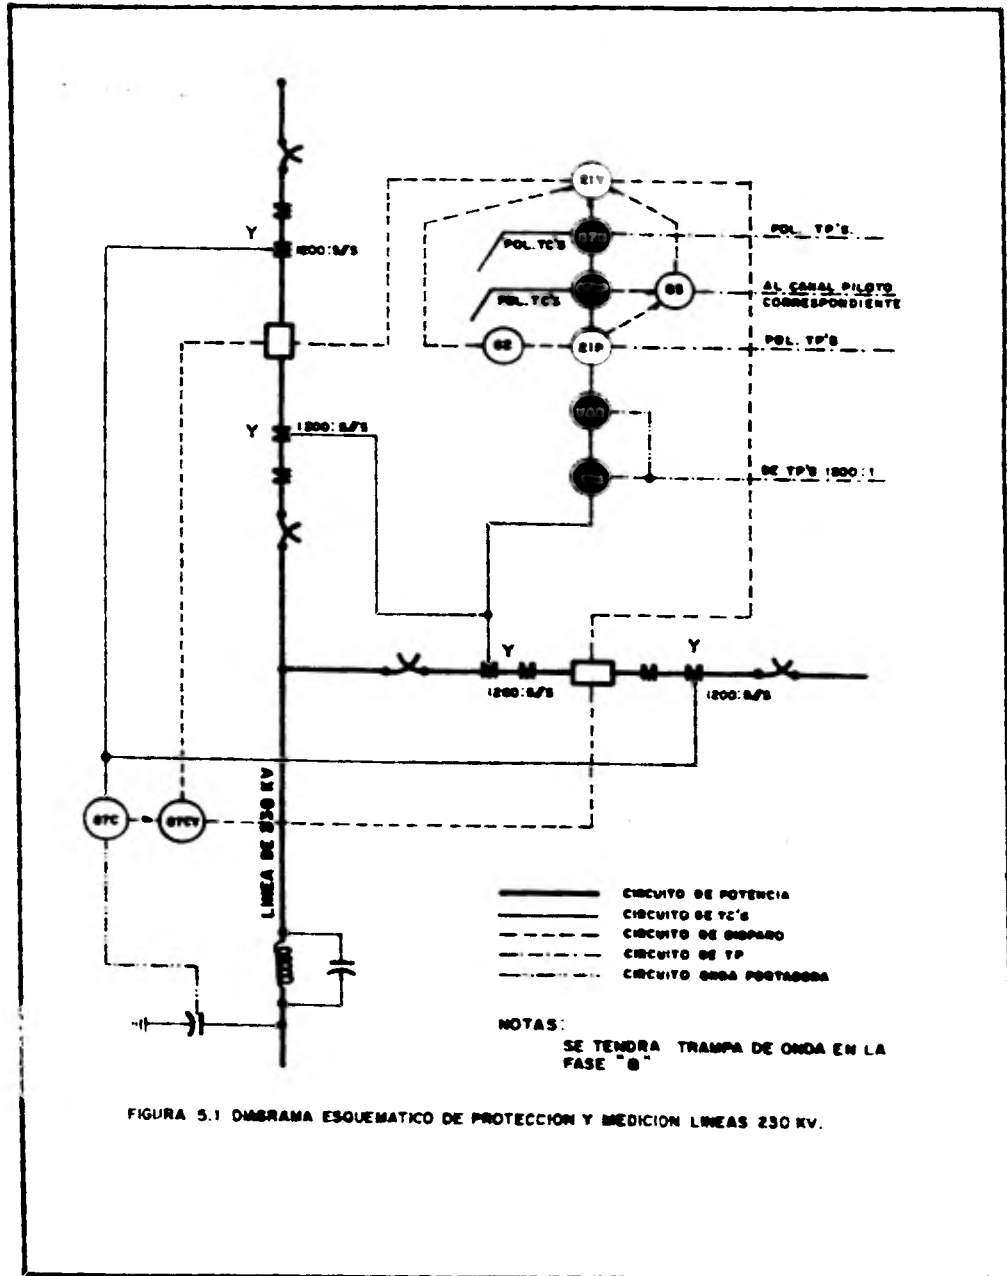 21Y
POL. TC'S
POL. TP'S.
Y
1200:5//5
POL. TC'S
85
AL CANAL PILOTO
CORRESPONDIENTE
62
21P
POL. TP'S
Y
1200:5//5
DE TP'S 1200:1
Y
1200:5//5
Y
1200:5//5
LINEA DE 230 KV
87C
87CY
CIRCUITO DE POTENCIA
CIRCUITO DE TC'S
CIRCUITO DE DISPARO
CIRCUITO DE TP
CIRCUITO ONDA PORTADORA
NOTAS:
SE TENDRA TRAMPA DE ONDA EN LA
FASE "B"
FIGURA 5.1 DIAGRAMA ESQUEMATICO DE PROTECCION Y MEDICION LINEAS 230 KV.